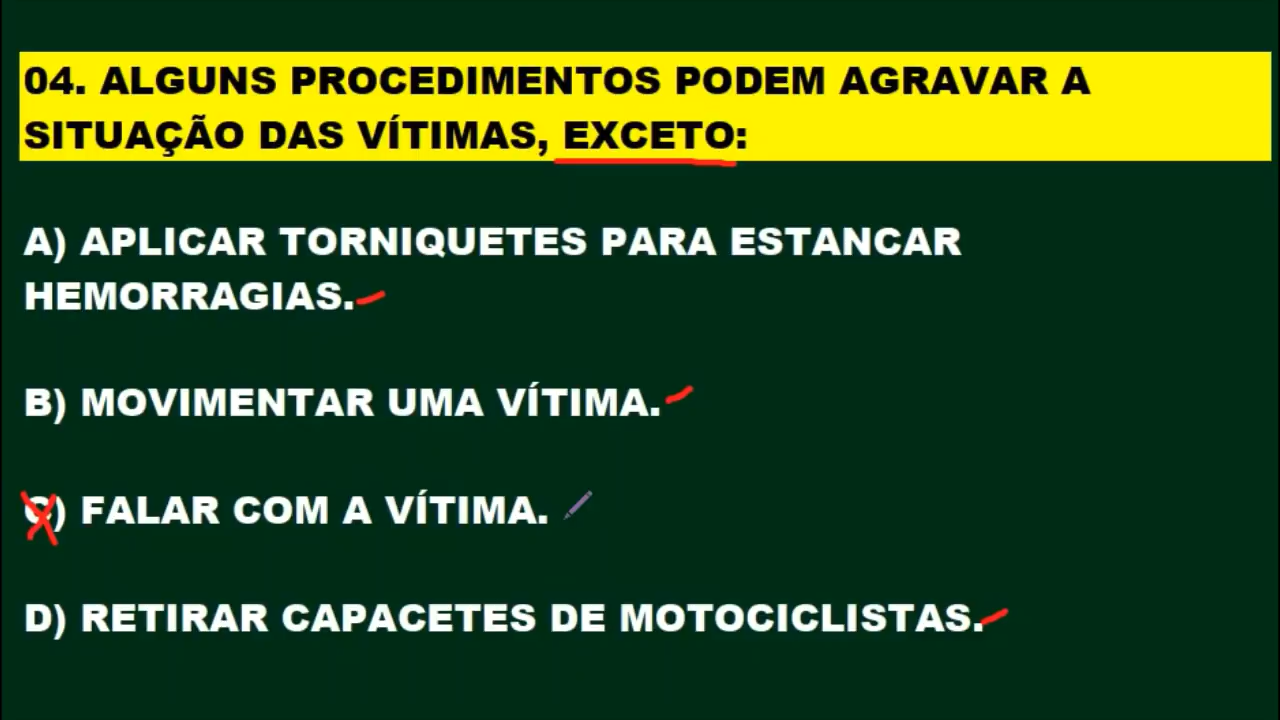 04. ALGUNS PROCEDIMENTOS PODEM AGRAVAR A
SITUAÇÃO DAS VÍTIMAS, EXCETO:
A) APLICAR TORNIQUETES PARA ESTANCAR
HEMORRAGIAS.
B) MOVIMENTAR UMA VÍTIMA.
C) FALAR COM A VÍTIMA.
D) RETIRAR CAPACETES DE MOTOCICLISTAS.